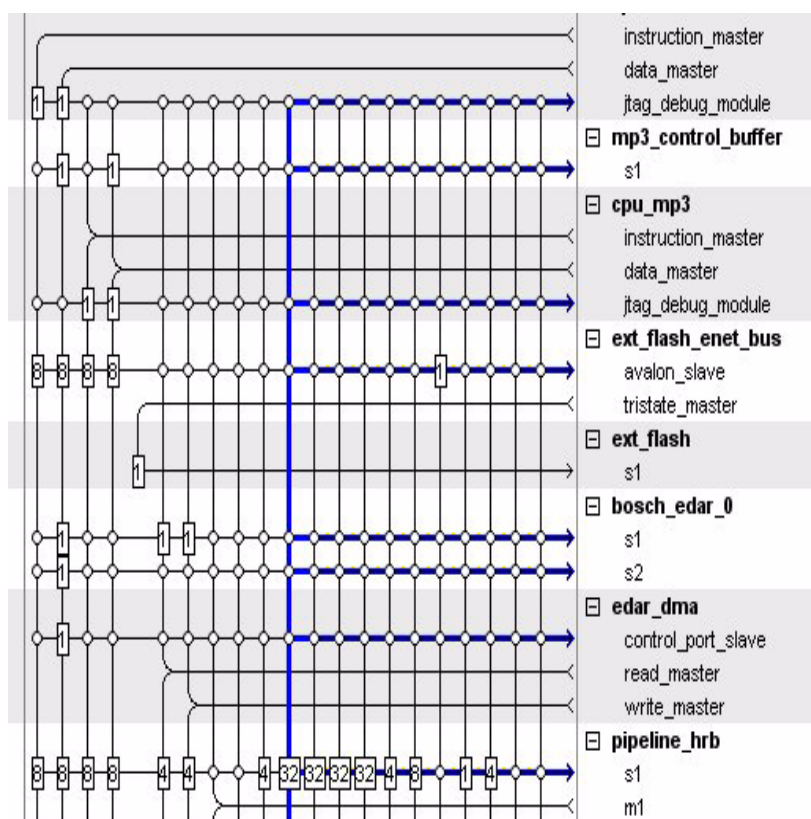 instruction_master
data_master
1 1 jtag_debug_module
mp3_control_buffer
1 1 s1
cpu_mp3
instruction_master
data_master
1 1 jtag_debug_module
ext_flash_enet_bus
8 8 8 8 1 avalon_slave
tristate_master
ext_flash
1 s1
bosch_edar_0
1 1 1 s1
1 s2
edar_dma
1 control_port_slave
read_master
write_master
pipeline_hrb
8 8 8 8 4 4 4 32 32 32 32 4 8 1 4 s1
m1